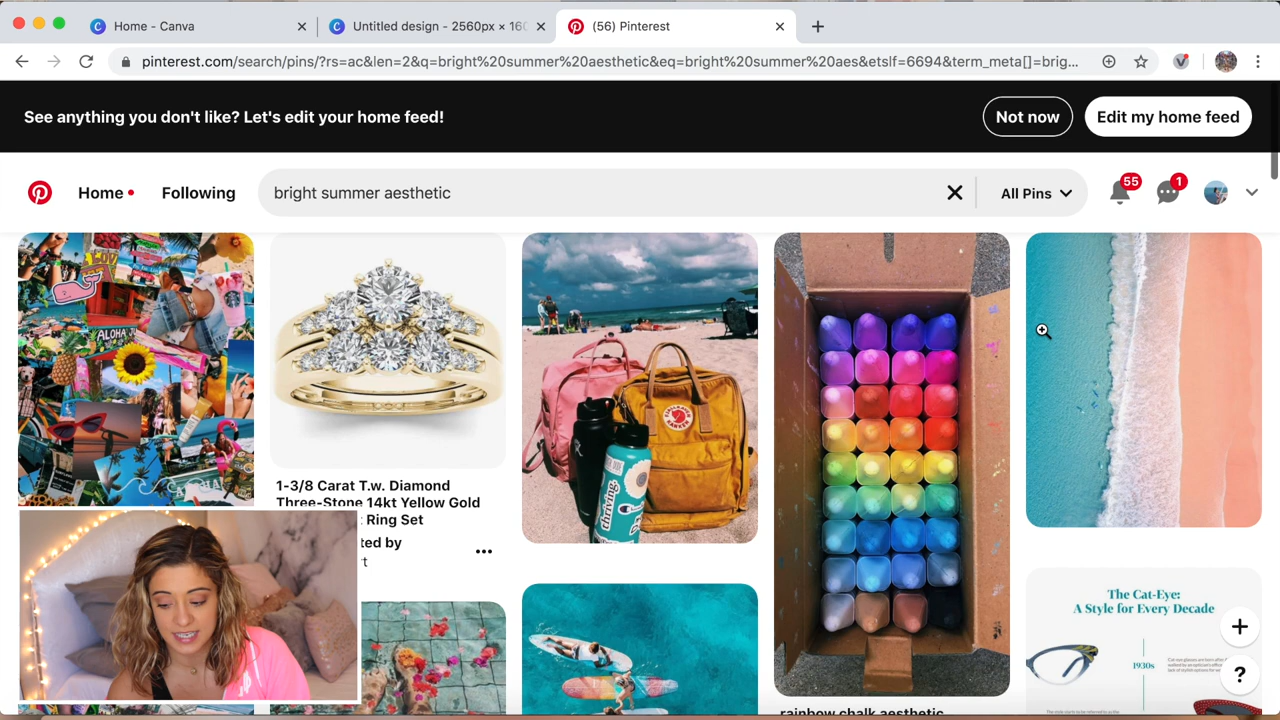 Home - Canva
Untitled design - 2560px × 160
(56) Pinterest
pinterest.com/search/pins/?rs=ac&len=2&q=bright%20summer%20aesthetic&eq=bright%20summer%20aes&etslf=6694&term_meta[]=brig...
See anything you don't like? Let's edit your home feed!
Not now
Edit my home feed
Home
Following
bright summer aesthetic
All Pins
55
1
ALOHA
1-3/8 Carat T.w. Diamond
Three-Stone 14kt Yellow Gold
Ring Set
ted by
rt
thriving
The Cat-Eye:
A Style for Every Decade
1930s
rainbow chalk aesthetic